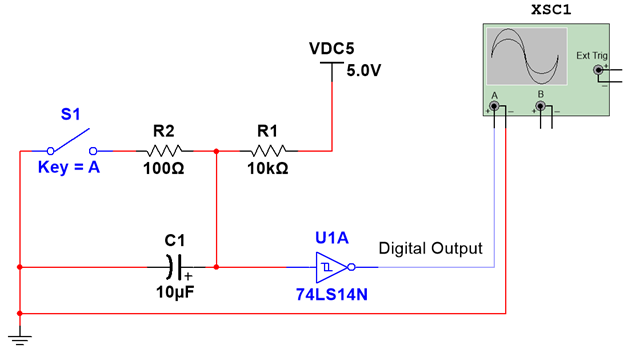 XSC1
VDC5
5.0V
Ext Trig
+
–
A
B
+
–
+
–
S1
Key = A
R2
100Ω
R1
10kΩ
C1
+
10µF
U1A
74LS14N
Digital Output